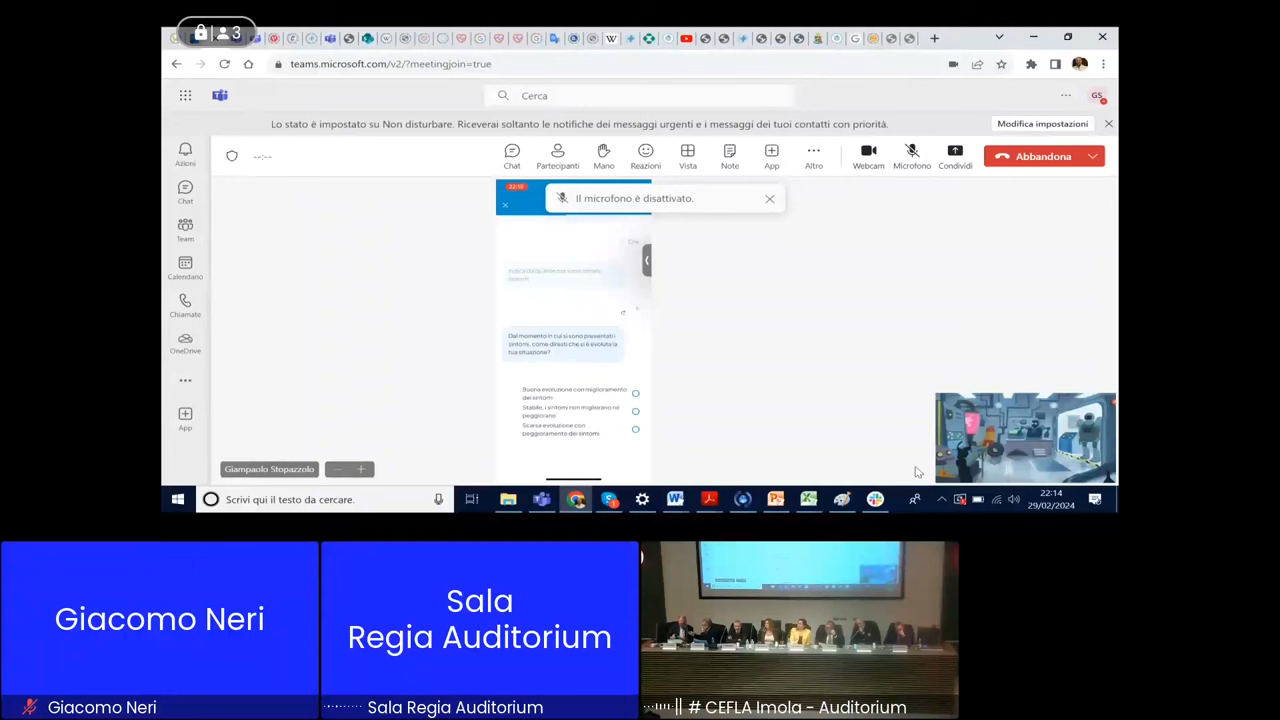 3
teams.microsoft.com/v2/?meetingjoin=true
Cerca
GS
Lo stato è impostato su Non disturbare. Riceverai soltanto le notifiche dei messaggi urgenti e i messaggi dei tuoi contatti con priorità.
Modifica impostazioni
--:--
Chat
Partecipanti
Mano
Reazioni
Vista
Note
App
Altro
Webcam
Microfono
Condividi
Abbandona
Azioni
Chat
Team
Calendario
Chiamate
OneDrive
App
Il microfono è disattivato.
Dal momento in cui si sono presentati i
sintomi, come diresti che si è evoluta la
tua situazione?
Buona evoluzione con miglioramento
dei sintomi
Stabile, i sintomi non migliorano né
peggiorano
Scarsa evoluzione con
peggioramento dei sintomi
Giampaolo Stopazzolo
Scrivi qui il testo da cercare.
22:14
29/02/2024
Giacomo Neri
Sala
Regia Auditorium
Giacomo Neri
Sala Regia Auditorium
# CEFLA Imola - Auditorium